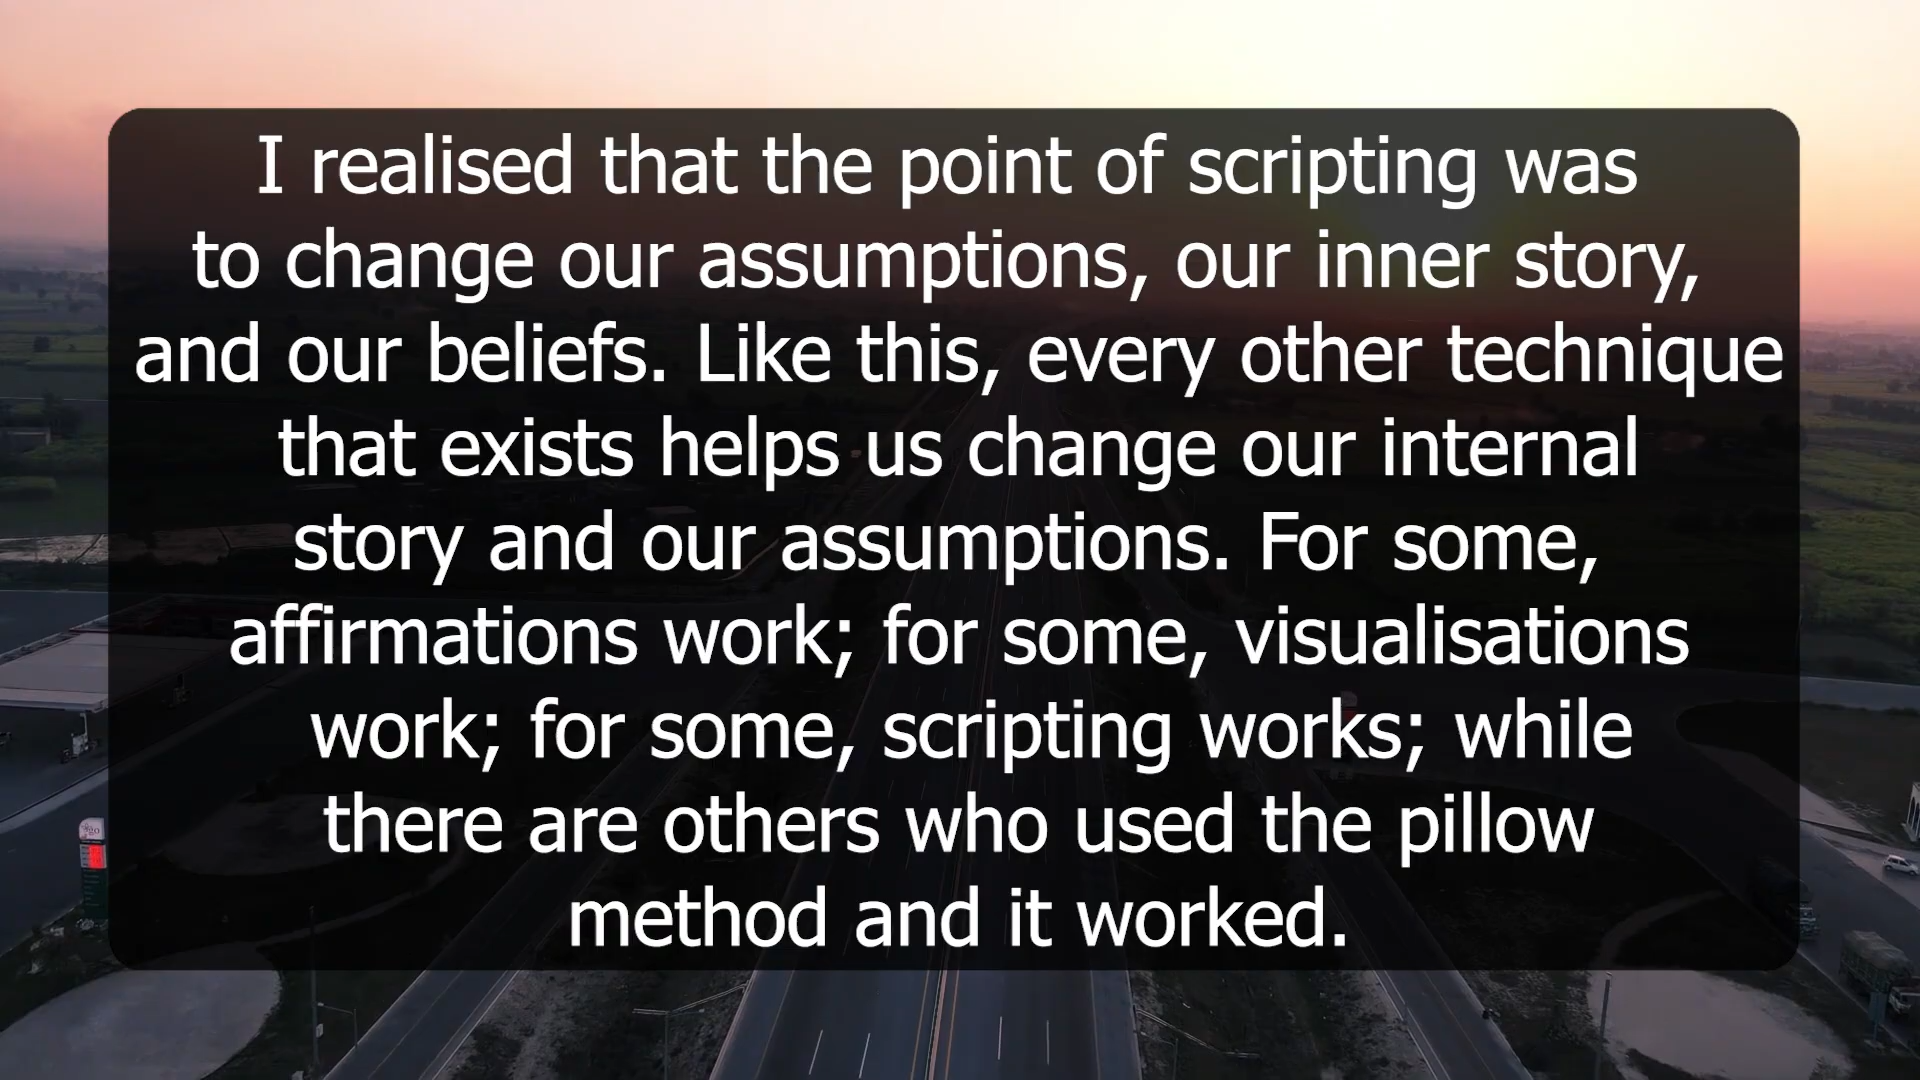 I realised that the point of scripting was
to change our assumptions, our inner story,
and our beliefs. Like this, every other technique
that exists helps us change our internal
story and our assumptions. For some,
affirmations work; for some, visualisations
work; for some, scripting works; while
there are others who used the pillow
method and it worked.